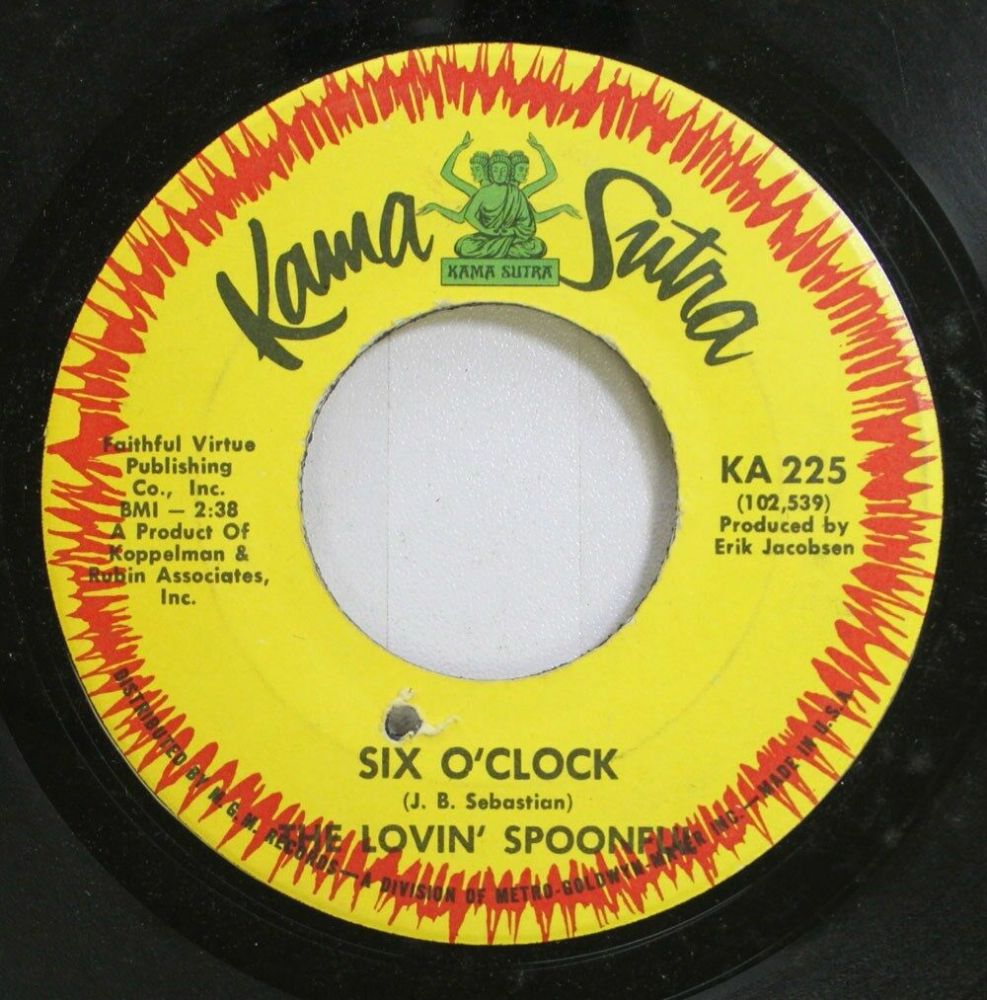 Kama Sutra
KAMA SUTRA
Faithful Virtue
Publishing
Co., Inc.
BMI — 2:38
A Product Of
Koppelman &
Rubin Associates,
Inc.
KA 225
(102,539)
Produced by
Erik Jacobsen
SIX O'CLOCK
(J. B. Sebastian)
THE LOVIN' SPOONFUL
DISTRIBUTED BY M.G.M. RECORDS—A DIVISION OF METRO-GOLDWYN-MAYER INC.—MADE IN U.S.A.